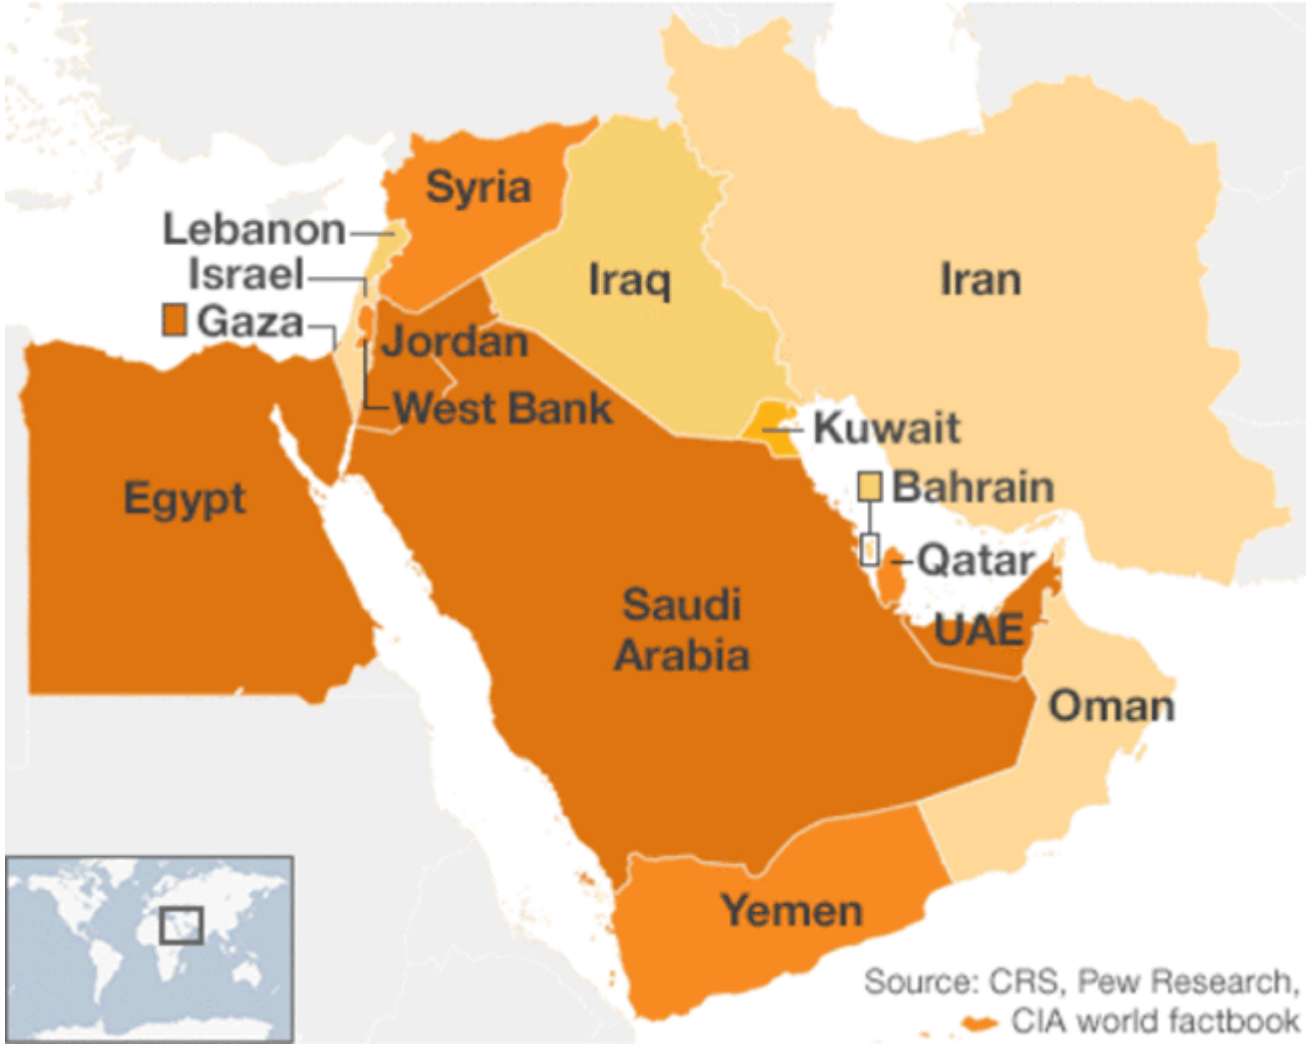 Syria
Lebanon
Israel
Iraq
Iran
Gaza
Jordan
West Bank
Kuwait
Bahrain
Egypt
Qatar
Saudi
Arabia
UAE
Oman
Yemen
Source: CRS, Pew Research,
CIA world factbook